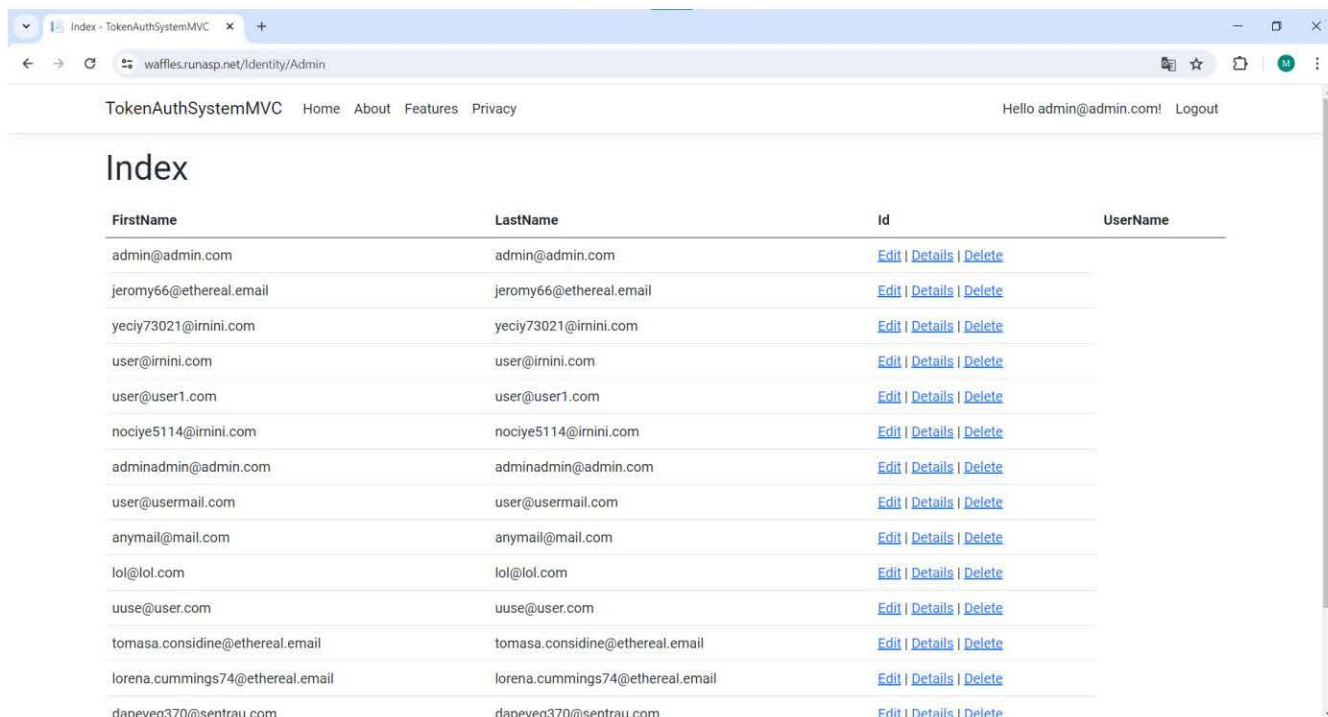 Index - TokenAuthSystemMVC
waffles.runasp.net/Identity/Admin
M
TokenAuthSystemMVC Home About Features Privacy Hello admin@admin.com! Logout
Index
FirstName LastName Id UserName
admin@admin.com admin@admin.com Edit | Details | Delete
jeromy66@ethereal.email jeromy66@ethereal.email Edit | Details | Delete
yeciy73021@irnini.com yeciy73021@irnini.com Edit | Details | Delete
user@irnini.com user@irnini.com Edit | Details | Delete
user@user1.com user@user1.com Edit | Details | Delete
nociye5114@irnini.com nociye5114@irnini.com Edit | Details | Delete
adminadmin@admin.com adminadmin@admin.com Edit | Details | Delete
user@usermail.com user@usermail.com Edit | Details | Delete
anymail@mail.com anymail@mail.com Edit | Details | Delete
lol@lol.com lol@lol.com Edit | Details | Delete
uuse@user.com uuse@user.com Edit | Details | Delete
tomasa.considine@ethereal.email tomasa.considine@ethereal.email Edit | Details | Delete
lorena.cummings74@ethereal.email lorena.cummings74@ethereal.email Edit | Details | Delete
dapeveg370@sentrau.com dapeveg370@sentrau.com Edit | Details | Delete